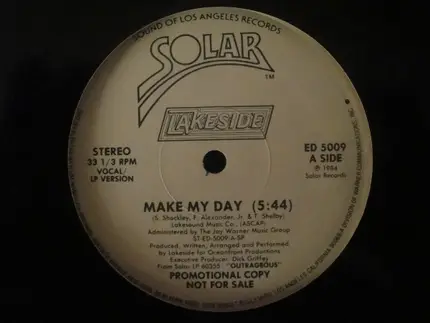 SOUND OF LOS ANGELES RECORDS
SOLAR
TM
LAKESIDE
STEREO
33 1/3 RPM
VOCAL/
LP VERSION
ED 5009
A SIDE
℗ 1984
Solar Records
MAKE MY DAY (5:44)
(S. Shockley, F. Alexander, Jr. & T. Shelby)
Lakesound Music Co., (ASCAP)
Administered by The Jay Warner Music Group
ST-ED-5009-A-SP
Produced, Written, Arranged and Performed
by Lakeside for Oceanfront Productions
Executive Producer: Dick Griffey
From Solar LP 60355 "OUTRAGEOUS"
PROMOTIONAL COPY
NOT FOR SALE